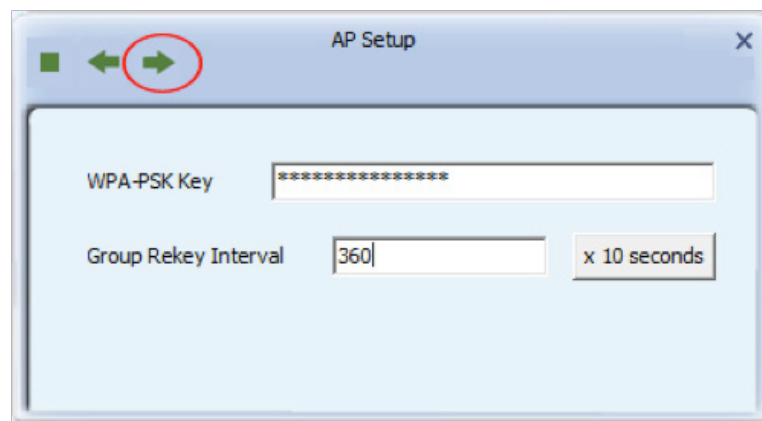 AP Setup
WPA-PSK Key ***************
Group Rekey Interval 360 x 10 seconds